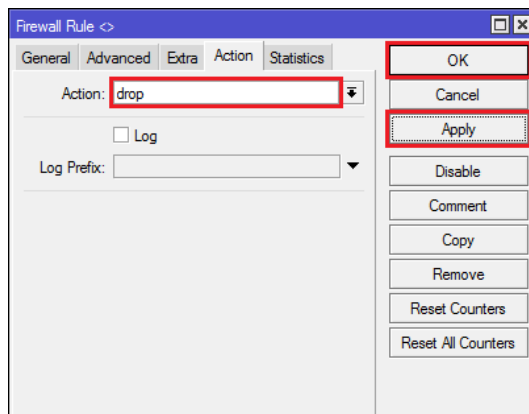 Firewall Rule <>
General Advanced Extra Action Statistics
Action: drop
Log
Log Prefix:
OK
Cancel
Apply
Disable
Comment
Copy
Remove
Reset Counters
Reset All Counters